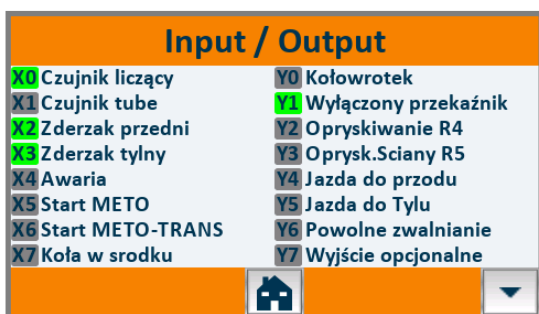 Input / Output
X0 Czujnik liczący
X1 Czujnik tube
X2 Zderzak przedni
X3 Zderzak tylny
X4 Awaria
X5 Start METO
X6 Start METO-TRANS
X7 Koła w srodku
Y0 Kołowrotek
Y1 Wyłączony przekaźnik
Y2 Opryskiwanie R4
Y3 Oprysk.Sciany R5
Y4 Jazda do przodu
Y5 Jazda do Tylu
Y6 Powolne zwalnianie
Y7 Wyjście opcjonalne